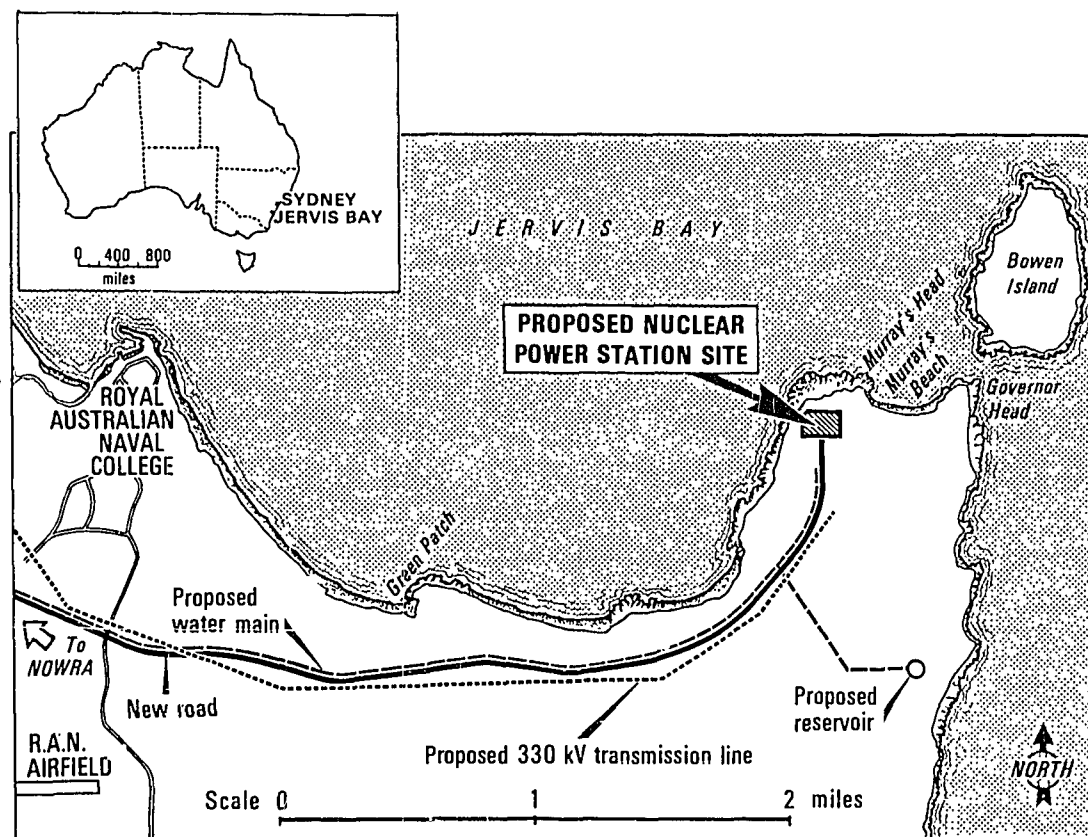 SYDNEY
JERVIS BAY
0 400 800
miles
JERVIS BAY
Bowen
Island
PROPOSED NUCLEAR
POWER STATION SITE
Murray's Head
Murray's
Beach
Governor
Head
ROYAL
AUSTRALIAN
NAVAL
COLLEGE
Green Patch
Proposed
water main
To
NOWRA
New road
Proposed
reservoir
R.A.N.
AIRFIELD
Proposed 330 kV transmission line
NORTH
Scale 0 1 2 miles